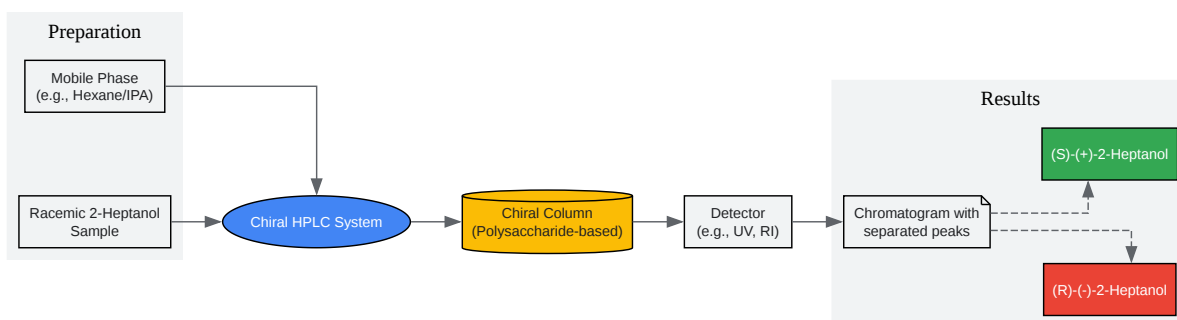 Preparation
Mobile Phase
(e.g., Hexane/IPA)
Racemic 2-Heptanol
Sample
Chiral HPLC System
Chiral Column
(Polysaccharide-based)
Detector
(e.g., UV, RI)
Results
Chromatogram with
separated peaks
(S)-(+)-2-Heptanol
(R)-(-)-2-Heptanol